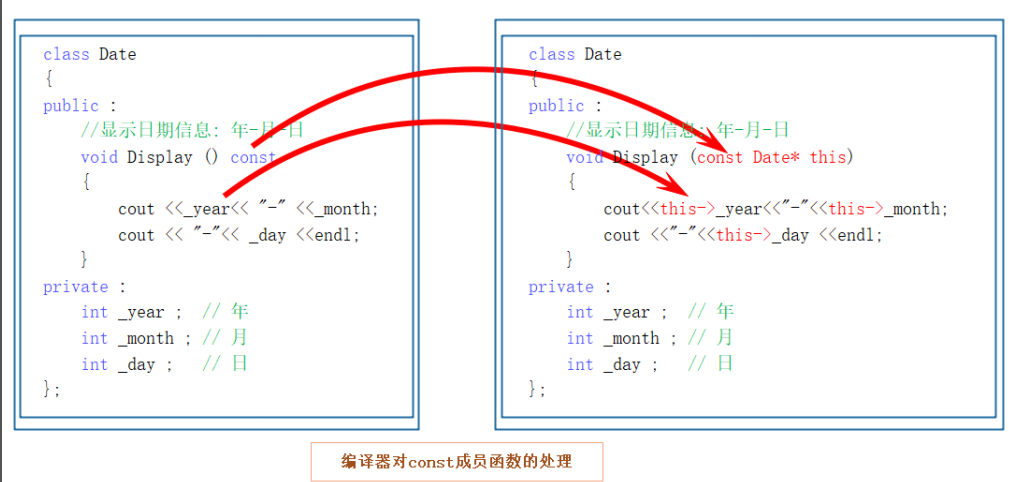 class Date
{
public :
//显示日期信息: 年-月-日
void Display () const
{
cout <<_year<< "-" <<_month;
cout << "-"<< _day <<endl;
}
private :
int _year ; // 年
int _month ; // 月
int _day ; // 日
};
class Date
{
public :
//显示日期信息: 年-月-日
void Display (const Date* this)
{
cout<<this->_year<<"-"<<this->_month;
cout <<"-"<<this->_day <<endl;
}
private :
int _year ; // 年
int _month ; // 月
int _day ; // 日
};
编译器对const成员函数的处理